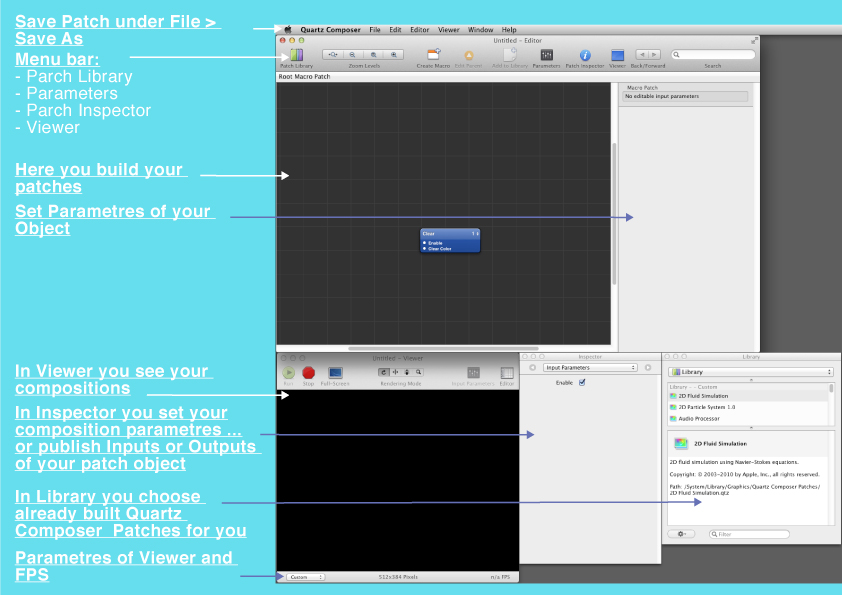 Save Patch under File >
Save As
Menu bar:
- Parch Library
- Parameters
- Parch Inspector
- Viewer
Here you build your
patches
Set Parametres of your
Object
In Viewer you see your
compositions
In Inspector you set your
composition parametres ...
or publish Inputs or Outputs
of your patch object
In Library you choose
already built Quartz
Composer Patches for you
Parametres of Viewer and
FPS
Quartz Composer File Edit Editor Viewer Window Help
Untitled - Editor
Patch Library Zoom Levels Create Macro Edit Parent Add to Library Parameters Patch Inspector Viewer Back/Forward Search
Root Macro Patch
Macro Patch
No editable input parameters
Clear 1
Enable
Clear Color
Untitled - Viewer
Run Stop Full-Screen Rendering Mode Input Parameters Editor
Custom 512x384 Pixels n/a FPS
Inspector
Input Parameters
Enable
Library
Library
Library - - Custom
2D Fluid Simulation
2D Particle System 1.0
Audio Processor
2D Fluid Simulation
2D fluid simulation using Navier-Stokes equations.
Copyright: © 2003-2010 by Apple, Inc., all rights reserved.
Path: /System/Library/Graphics/Quartz Composer Patches/
2D Fluid Simulation.qtz
Filter